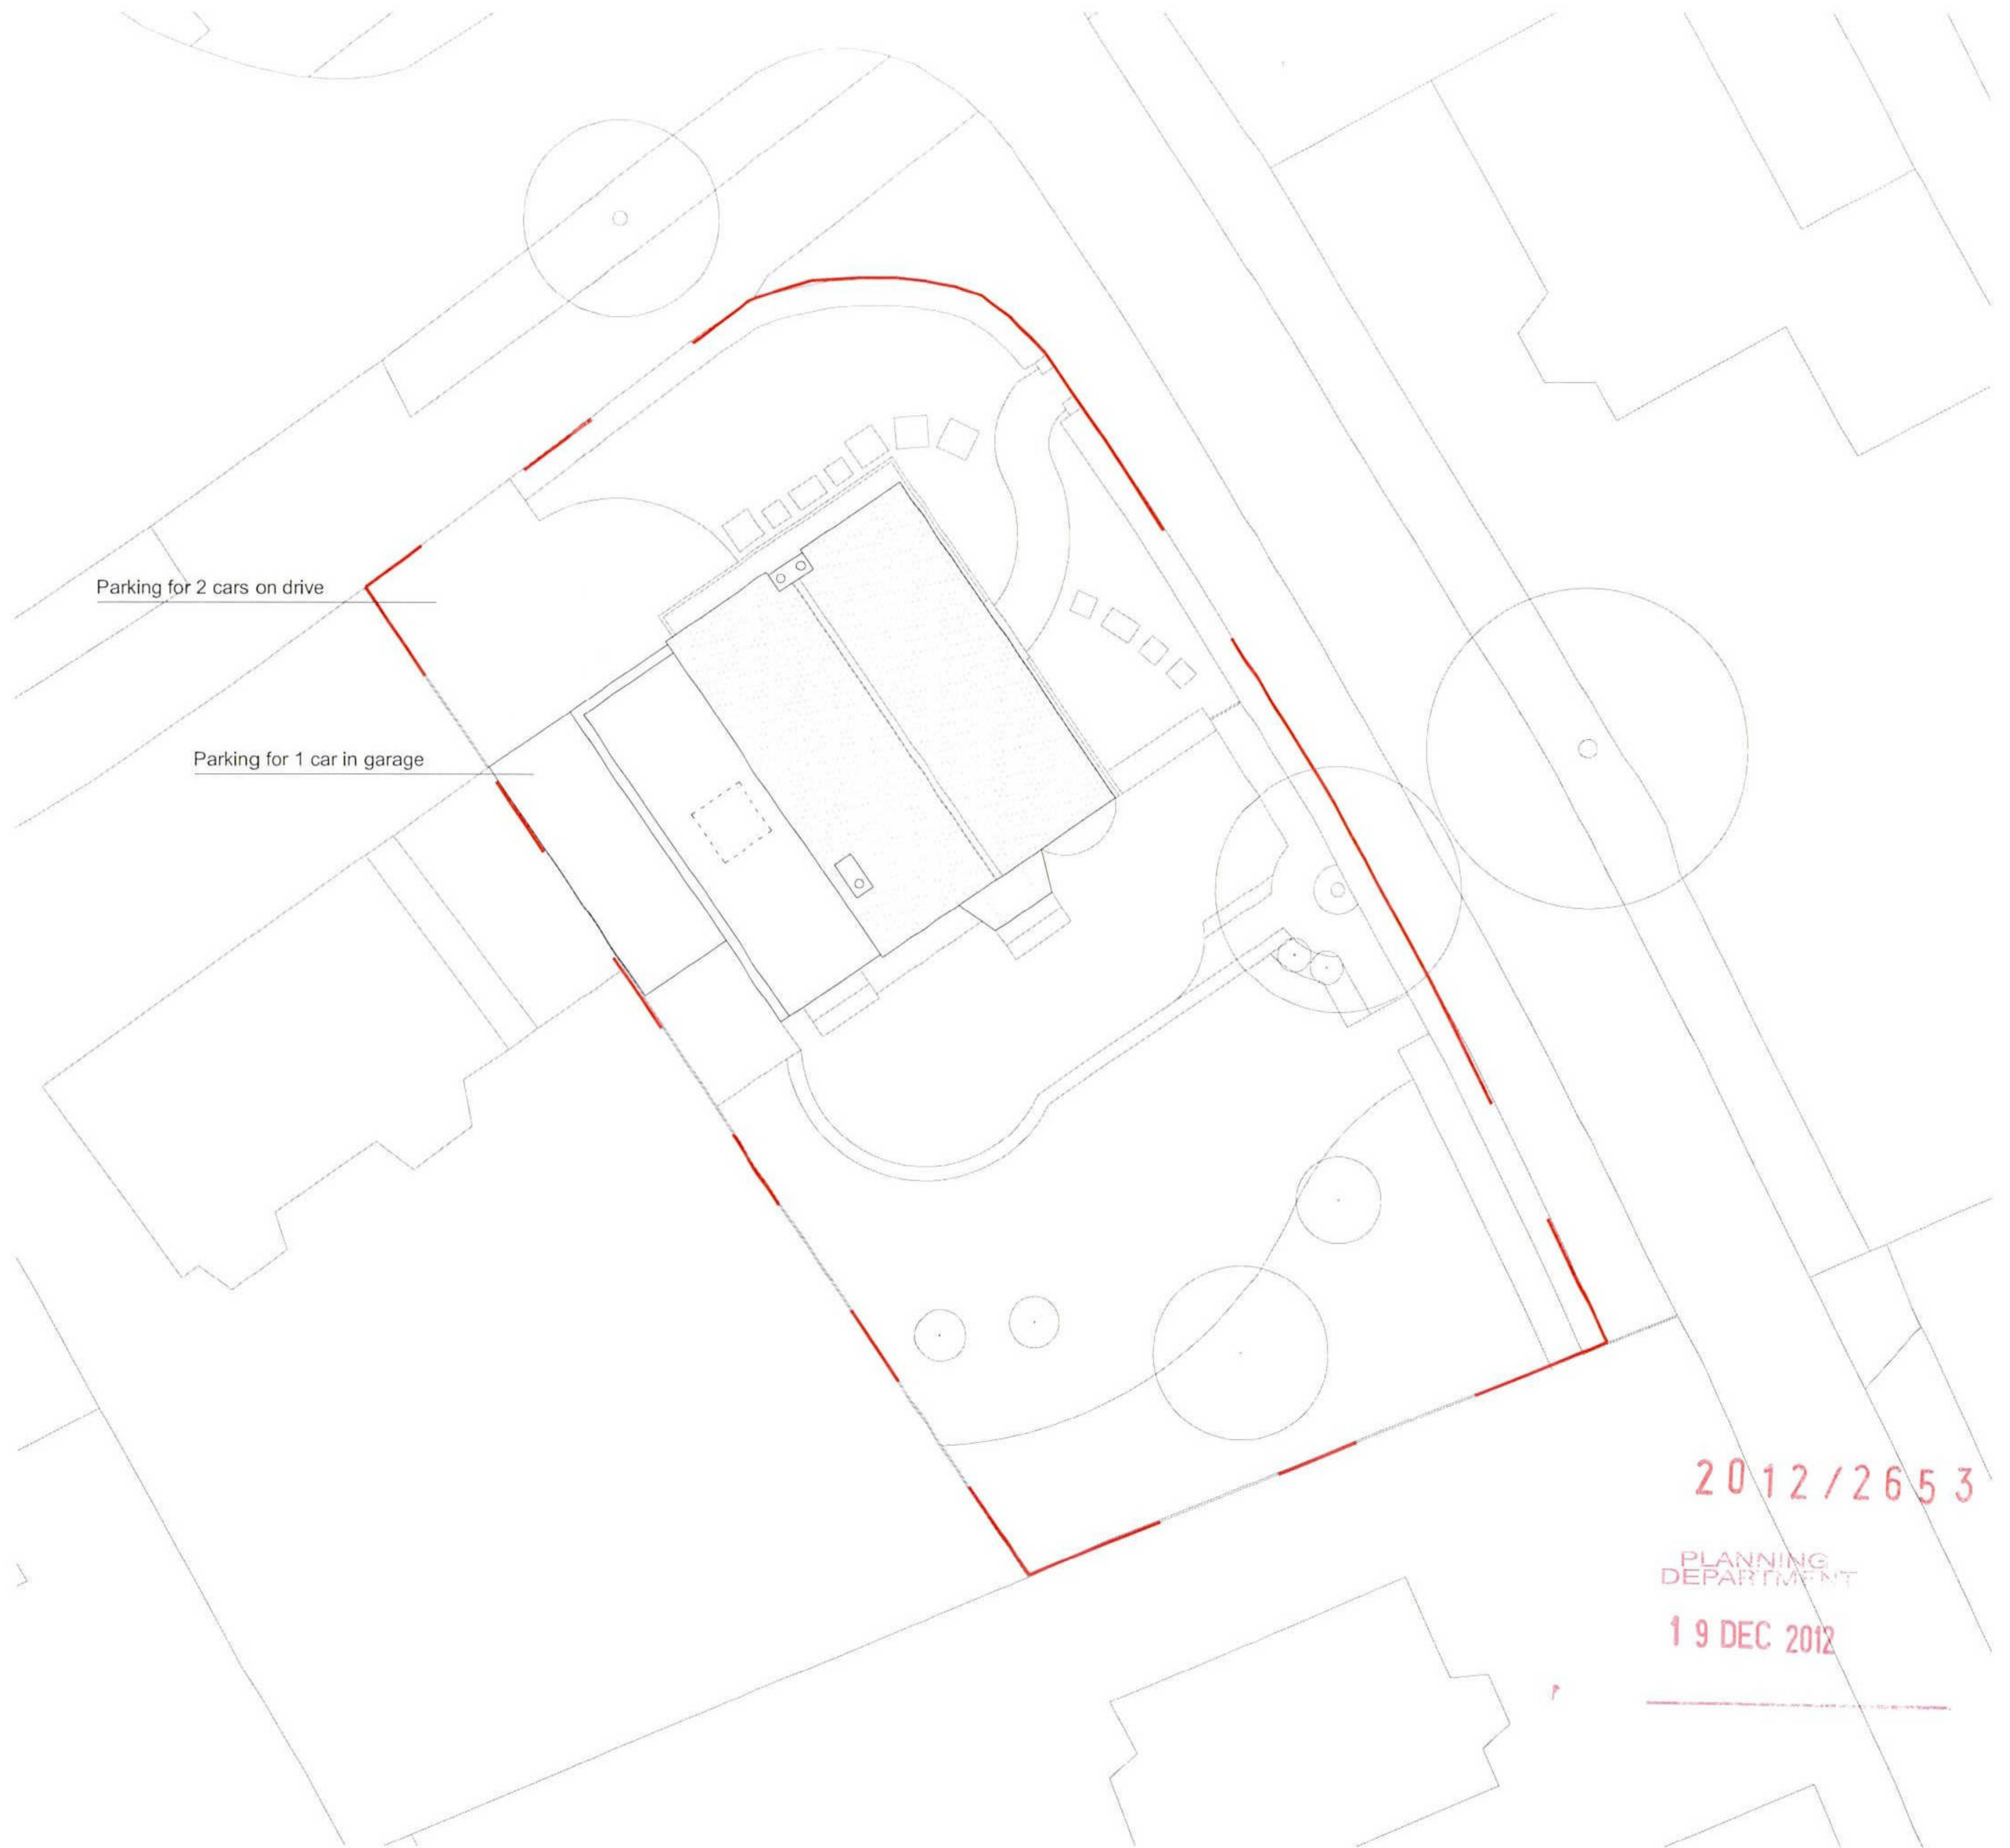 Parking for 2 cars on drive
Parking for 1 car in garage
2012/2653
PLANNING
DEPARTMENT
19 DEC 2012